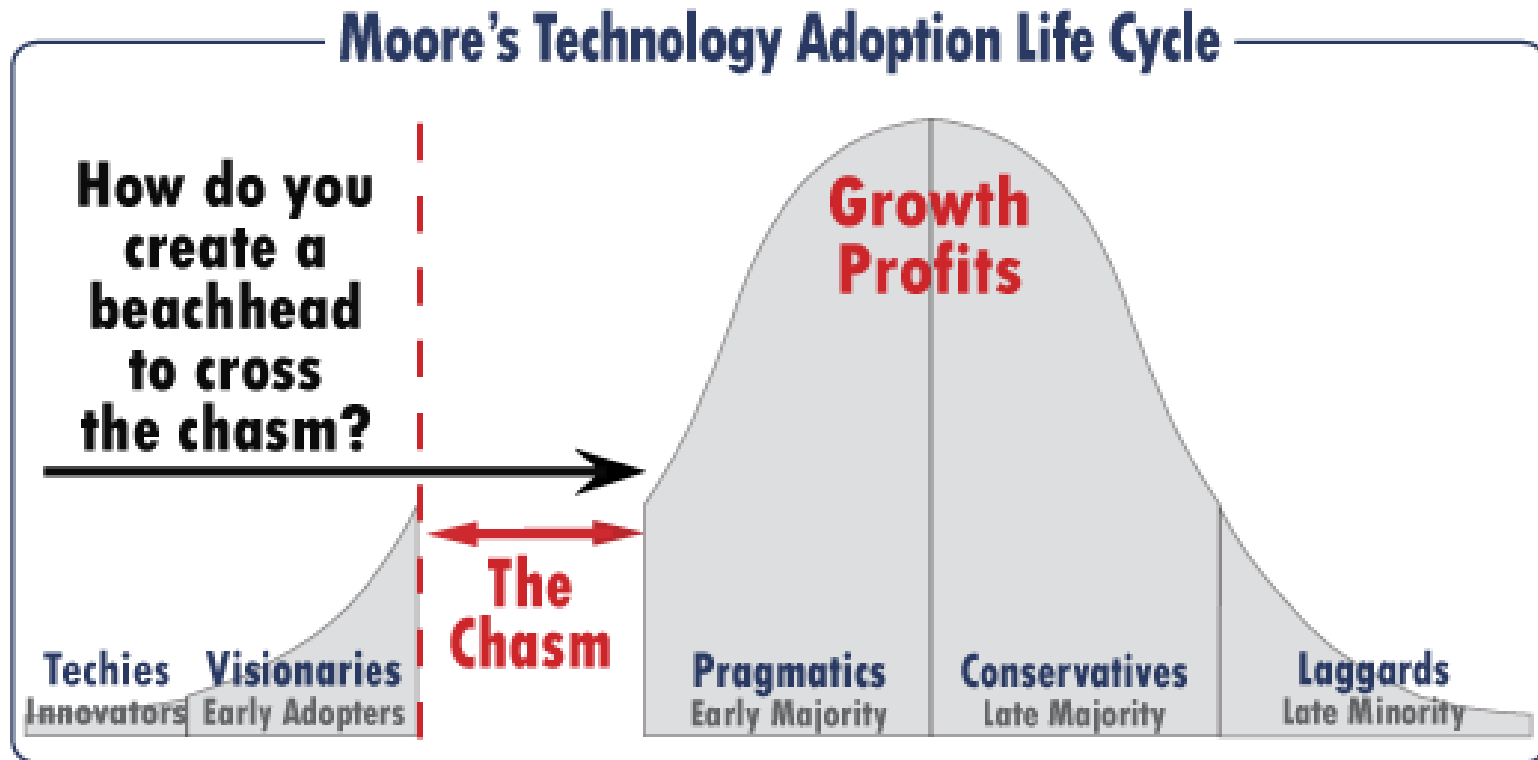 Moore's Technology Adoption Life Cycle
How do you
create a
beachhead
to cross
the chasm?
Growth
Profits
The
Chasm
Techies
Innovators
Visionaries
Early Adopters
Pragmatics
Early Majority
Conservatives
Late Majority
Laggards
Late Minority